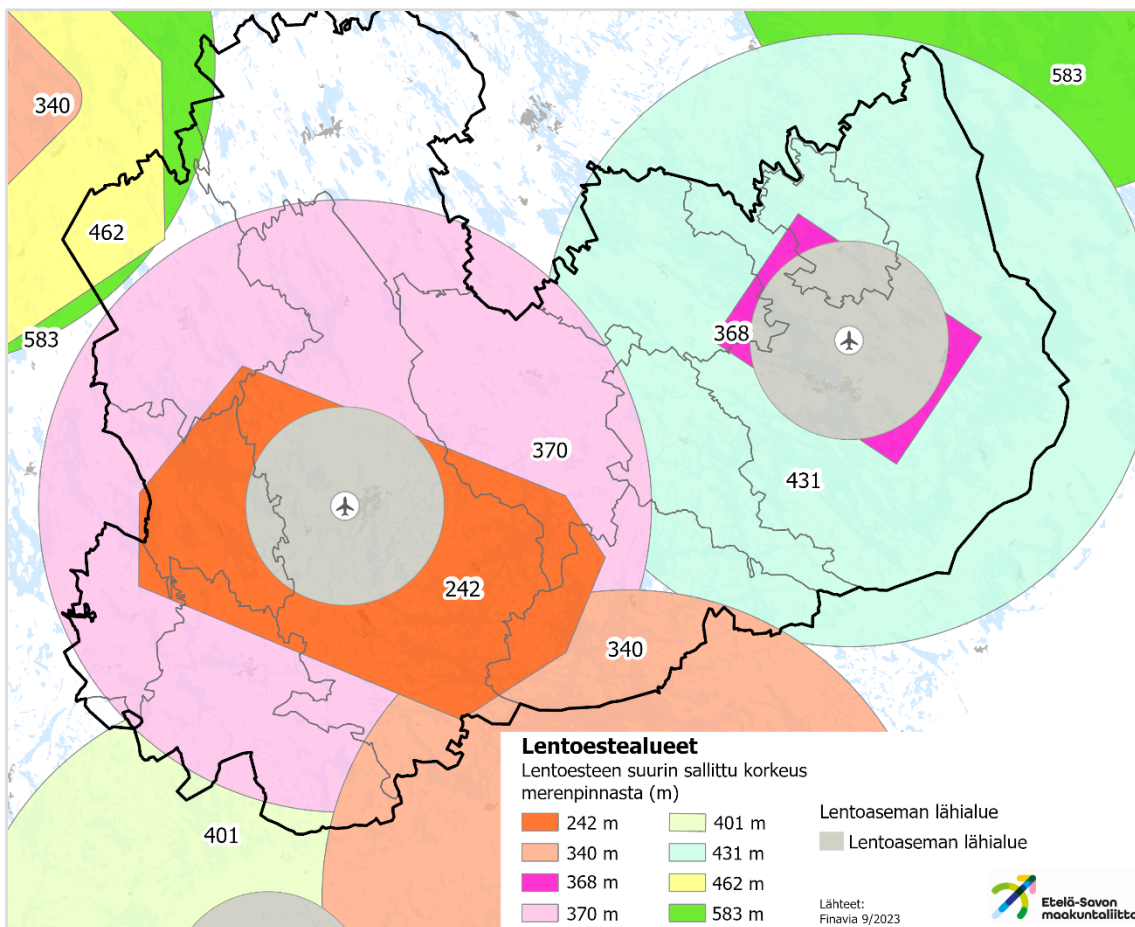 583
340
462
583
368
370
431
242
340
401
Lentoestealueet
Lentoesteen suurin sallittu korkeus
merenpinnasta (m)
242 m
340 m
368 m
370 m
401 m
431 m
462 m
583 m
Lentoaseman lähialue
Lentoaseman lähialue
Lähteet:
Finavia 9/2023
Etelä-Savon
maakuntaliitto